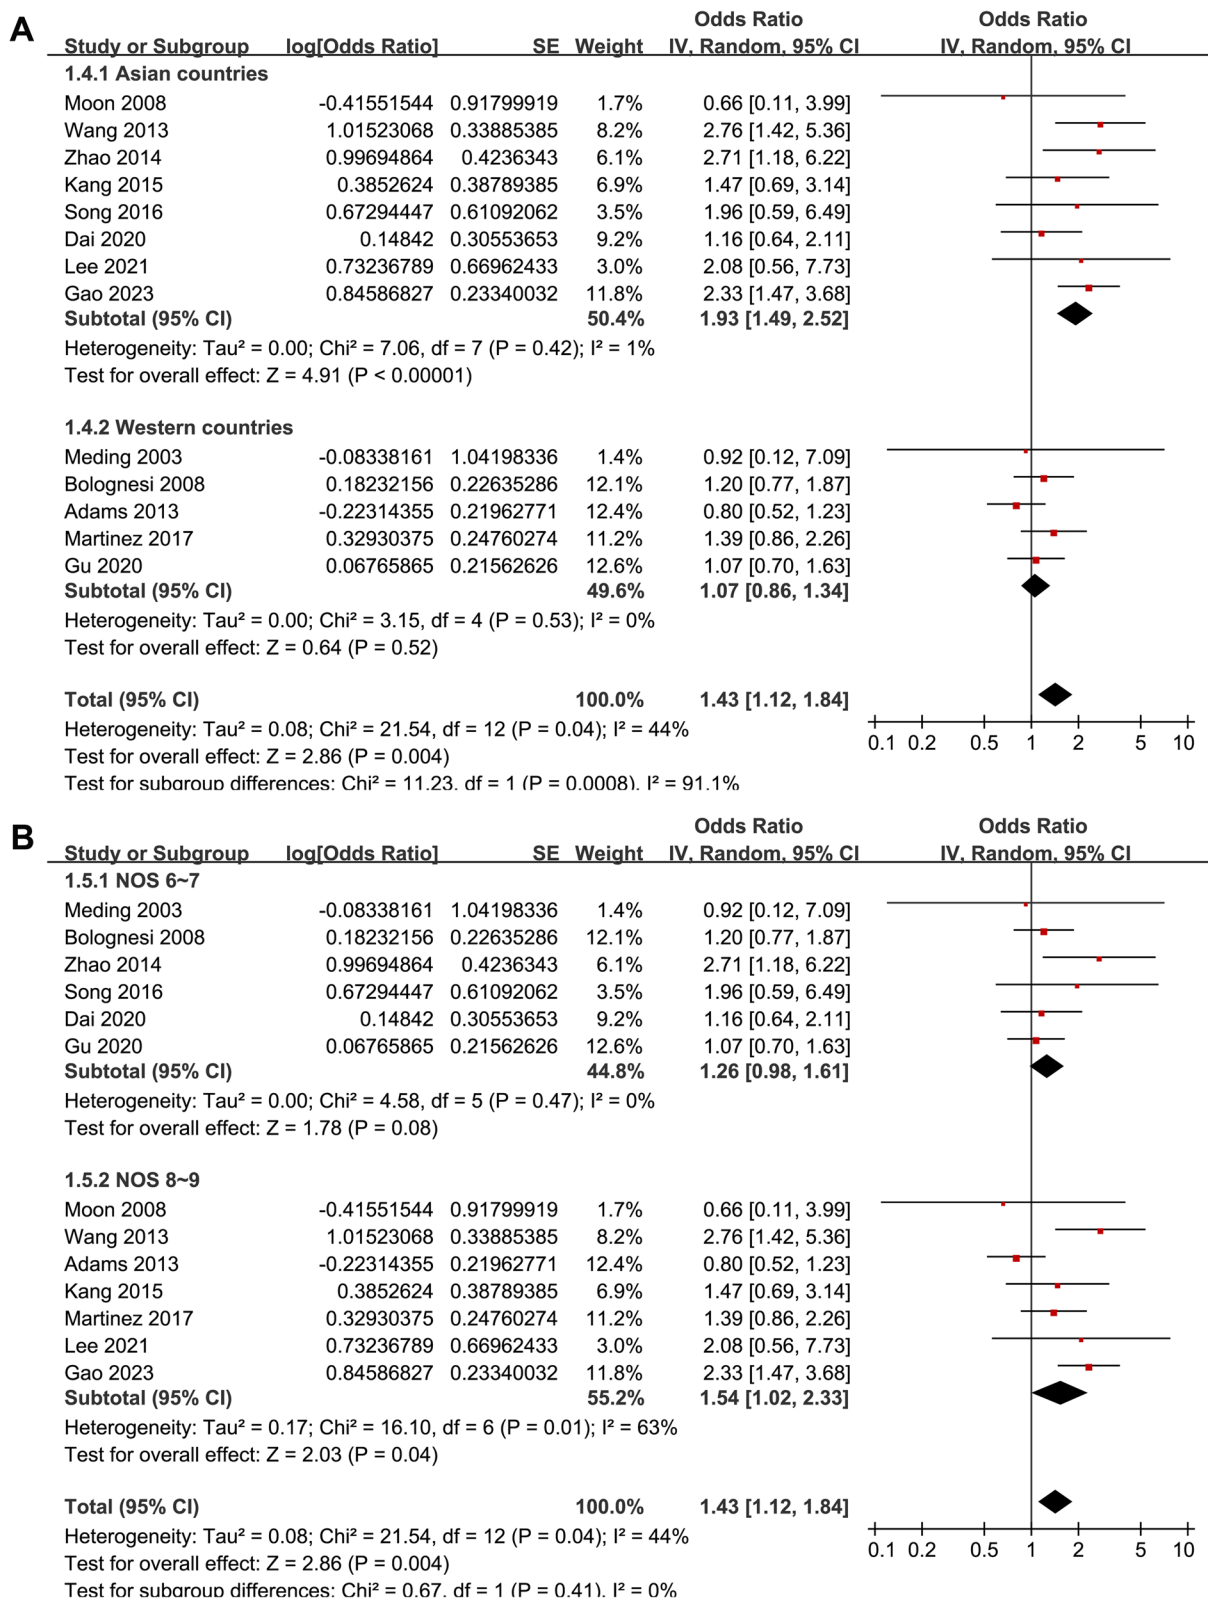 A
Odds Ratio Odds Ratio
Study or Subgroup log[Odds Ratio] SE Weight IV, Random, 95% CI IV, Random, 95% CI
1.4.1 Asian countries
Moon 2008 -0.41551544 0.91799919 1.7% 0.66 [0.11, 3.99]
Wang 2013 1.01523068 0.33885385 8.2% 2.76 [1.42, 5.36]
Zhao 2014 0.99694864 0.4236343 6.1% 2.71 [1.18, 6.22]
Kang 2015 0.3852624 0.38789385 6.9% 1.47 [0.69, 3.14]
Song 2016 0.67294447 0.61092062 3.5% 1.96 [0.59, 6.49]
Dai 2020 0.14842 0.30553653 9.2% 1.16 [0.64, 2.11]
Lee 2021 0.73236789 0.66962433 3.0% 2.08 [0.56, 7.73]
Gao 2023 0.84586827 0.23340032 11.8% 2.33 [1.47, 3.68]
Subtotal (95% CI) 50.4% 1.93 [1.49, 2.52]
Heterogeneity: Tau² = 0.00; Chi² = 7.06, df = 7 (P = 0.42); I² = 1%
Test for overall effect: Z = 4.91 (P < 0.00001)
1.4.2 Western countries
Meding 2003 -0.08338161 1.04198336 1.4% 0.92 [0.12, 7.09]
Bolognesi 2008 0.18232156 0.22635286 12.1% 1.20 [0.77, 1.87]
Adams 2013 -0.22314355 0.21962771 12.4% 0.80 [0.52, 1.23]
Martinez 2017 0.32930375 0.24760274 11.2% 1.39 [0.86, 2.26]
Gu 2020 0.06765865 0.21562626 12.6% 1.07 [0.70, 1.63]
Subtotal (95% CI) 49.6% 1.07 [0.86, 1.34]
Heterogeneity: Tau² = 0.00; Chi² = 3.15, df = 4 (P = 0.53); I² = 0%
Test for overall effect: Z = 0.64 (P = 0.52)
Total (95% CI) 100.0% 1.43 [1.12, 1.84]
Heterogeneity: Tau² = 0.08; Chi² = 21.54, df = 12 (P = 0.04); I² = 44%
Test for overall effect: Z = 2.86 (P = 0.004)
Test for subgroup differences: Chi² = 11.23, df = 1 (P = 0.0008), I² = 91.1%
0.1 0.2 0.5 1 2 5 10
B
Odds Ratio Odds Ratio
Study or Subgroup log[Odds Ratio] SE Weight IV, Random, 95% CI IV, Random, 95% CI
1.5.1 NOS 6~7
Meding 2003 -0.08338161 1.04198336 1.4% 0.92 [0.12, 7.09]
Bolognesi 2008 0.18232156 0.22635286 12.1% 1.20 [0.77, 1.87]
Zhao 2014 0.99694864 0.4236343 6.1% 2.71 [1.18, 6.22]
Song 2016 0.67294447 0.61092062 3.5% 1.96 [0.59, 6.49]
Dai 2020 0.14842 0.30553653 9.2% 1.16 [0.64, 2.11]
Gu 2020 0.06765865 0.21562626 12.6% 1.07 [0.70, 1.63]
Subtotal (95% CI) 44.8% 1.26 [0.98, 1.61]
Heterogeneity: Tau² = 0.00; Chi² = 4.58, df = 5 (P = 0.47); I² = 0%
Test for overall effect: Z = 1.78 (P = 0.08)
1.5.2 NOS 8~9
Moon 2008 -0.41551544 0.91799919 1.7% 0.66 [0.11, 3.99]
Wang 2013 1.01523068 0.33885385 8.2% 2.76 [1.42, 5.36]
Adams 2013 -0.22314355 0.21962771 12.4% 0.80 [0.52, 1.23]
Kang 2015 0.3852624 0.38789385 6.9% 1.47 [0.69, 3.14]
Martinez 2017 0.32930375 0.24760274 11.2% 1.39 [0.86, 2.26]
Lee 2021 0.73236789 0.66962433 3.0% 2.08 [0.56, 7.73]
Gao 2023 0.84586827 0.23340032 11.8% 2.33 [1.47, 3.68]
Subtotal (95% CI) 55.2% 1.54 [1.02, 2.33]
Heterogeneity: Tau² = 0.17; Chi² = 16.10, df = 6 (P = 0.01); I² = 63%
Test for overall effect: Z = 2.03 (P = 0.04)
Total (95% CI) 100.0% 1.43 [1.12, 1.84]
Heterogeneity: Tau² = 0.08; Chi² = 21.54, df = 12 (P = 0.04); I² = 44%
Test for overall effect: Z = 2.86 (P = 0.004)
Test for subgroup differences: Chi² = 0.67, df = 1 (P = 0.41), I² = 0%
0.1 0.2 0.5 1 2 5 10